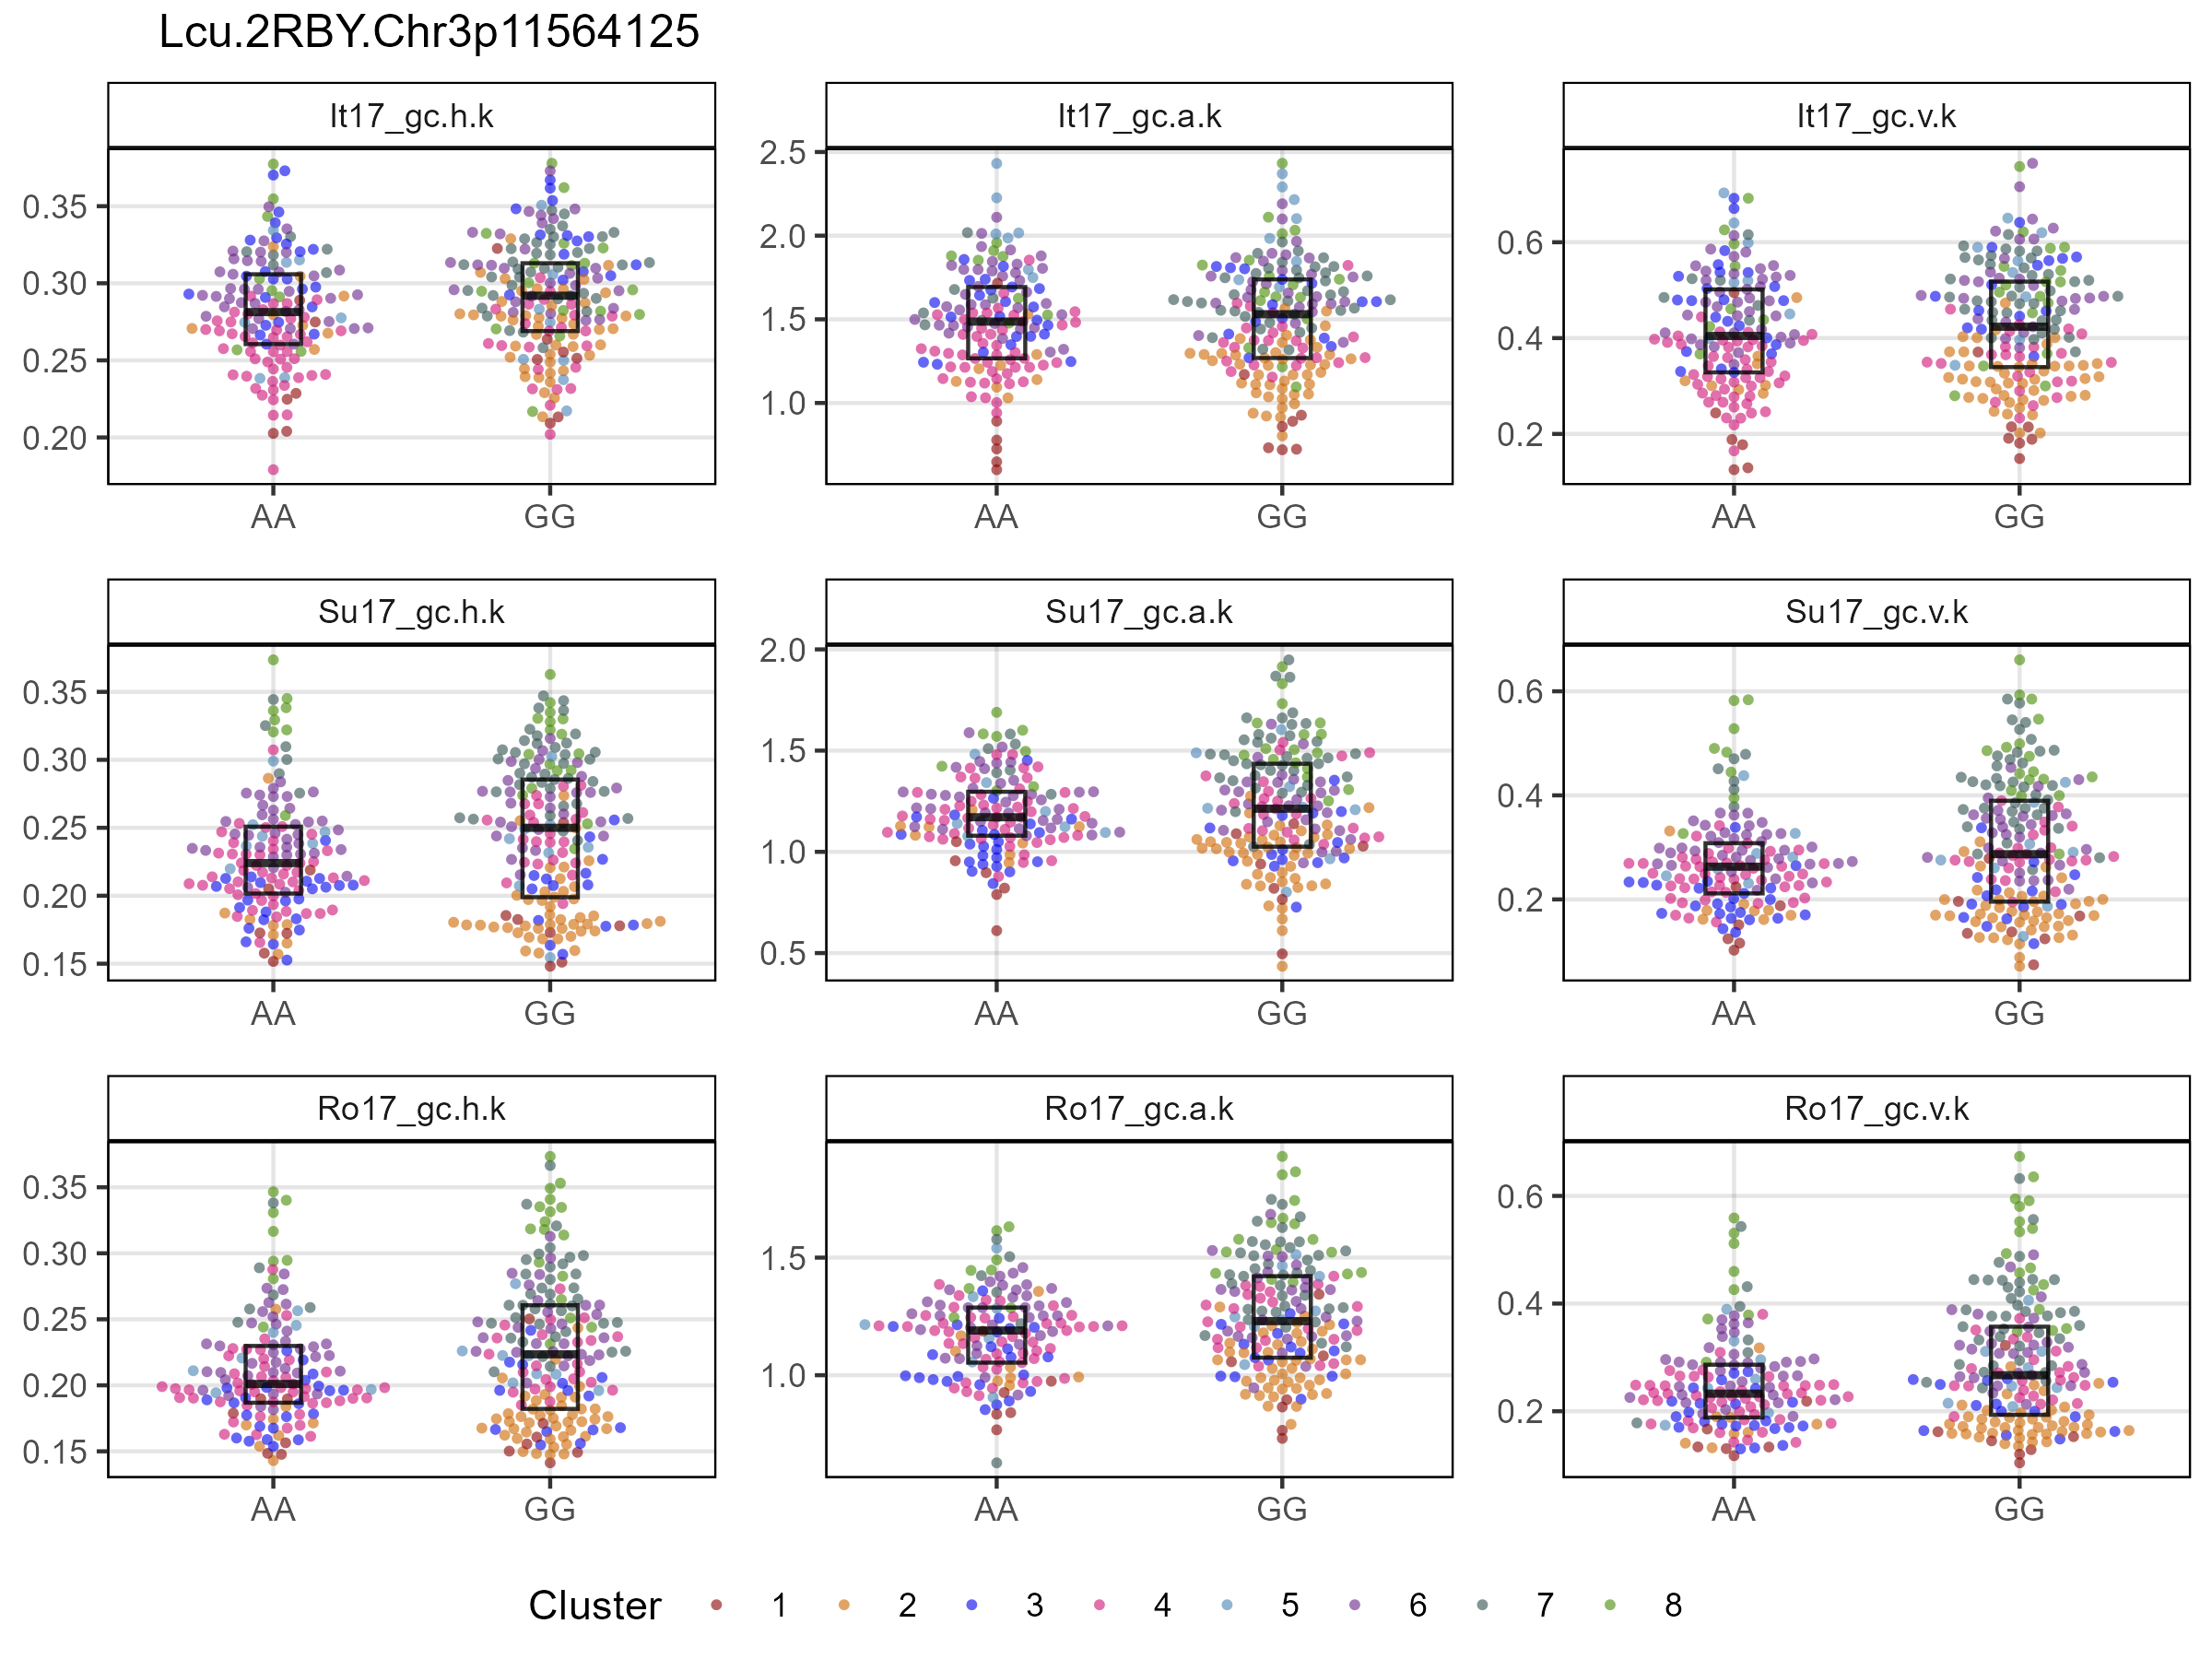 Lcu.2RBY.Chr3p11564125
It17_gc.h.k
It17_gc.a.k
It17_gc.v.k
0.35
0.30
0.25
0.20
2.5
2.0
1.5
1.0
0.6
0.4
0.2
AA GG
AA GG
AA GG
Su17_gc.h.k
Su17_gc.a.k
Su17_gc.v.k
0.35
0.30
0.25
0.20
0.15
2.0
1.5
1.0
0.5
0.6
0.4
0.2
AA GG
AA GG
AA GG
Ro17_gc.h.k
Ro17_gc.a.k
Ro17_gc.v.k
0.35
0.30
0.25
0.20
0.15
1.5
1.0
0.6
0.4
0.2
AA GG
AA GG
AA GG
Cluster 1 2 3 4 5 6 7 8